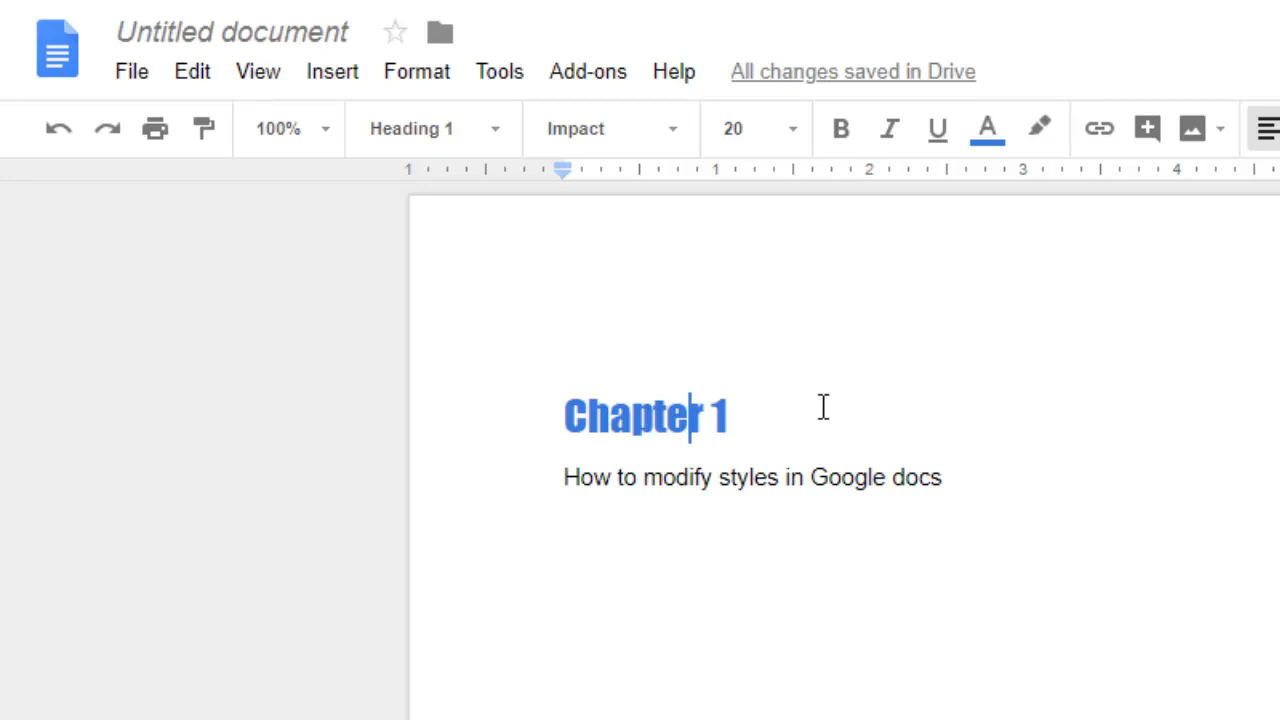 Untitled document
File Edit View Insert Format Tools Add-ons Help All changes saved in Drive
100% Heading 1 Impact 20 B I U A
1 1 2 3 4
Chapter 1
How to modify styles in Google docs